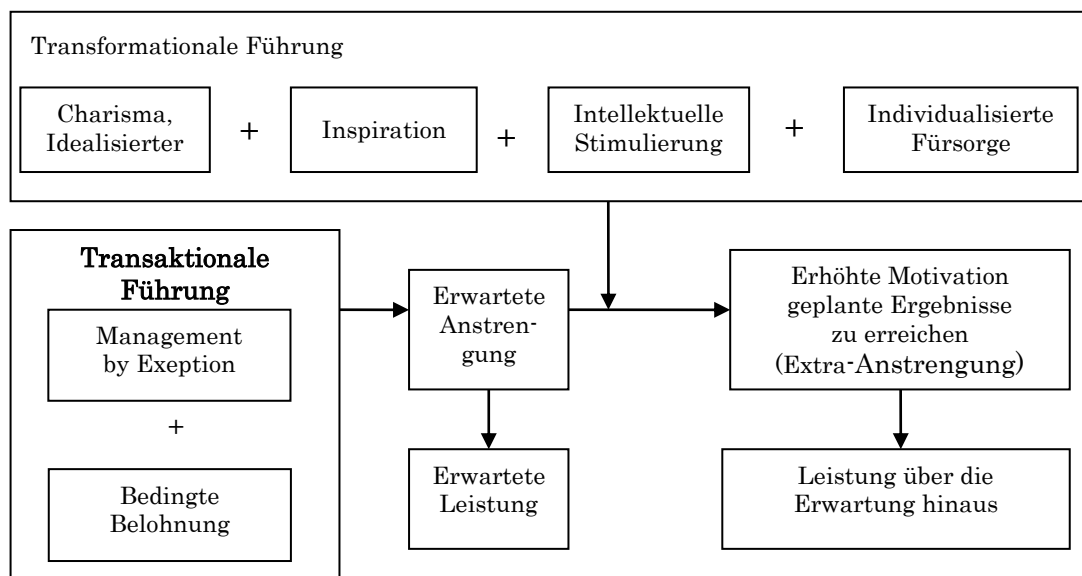 Transformationale Führung
Charisma,
Idealisierter
+
Inspiration
+
Intellektuelle
Stimulierung
+
Individualisierte
Fürsorge
Transaktionale
Führung
Management
by Exeption
+
Bedingte
Belohnung
Erwartete
Anstren-
gung
Erwartete
Leistung
Erhöhte Motivation
geplante Ergebnisse
zu erreichen
(Extra-Anstrengung)
Leistung über die
Erwartung hinaus